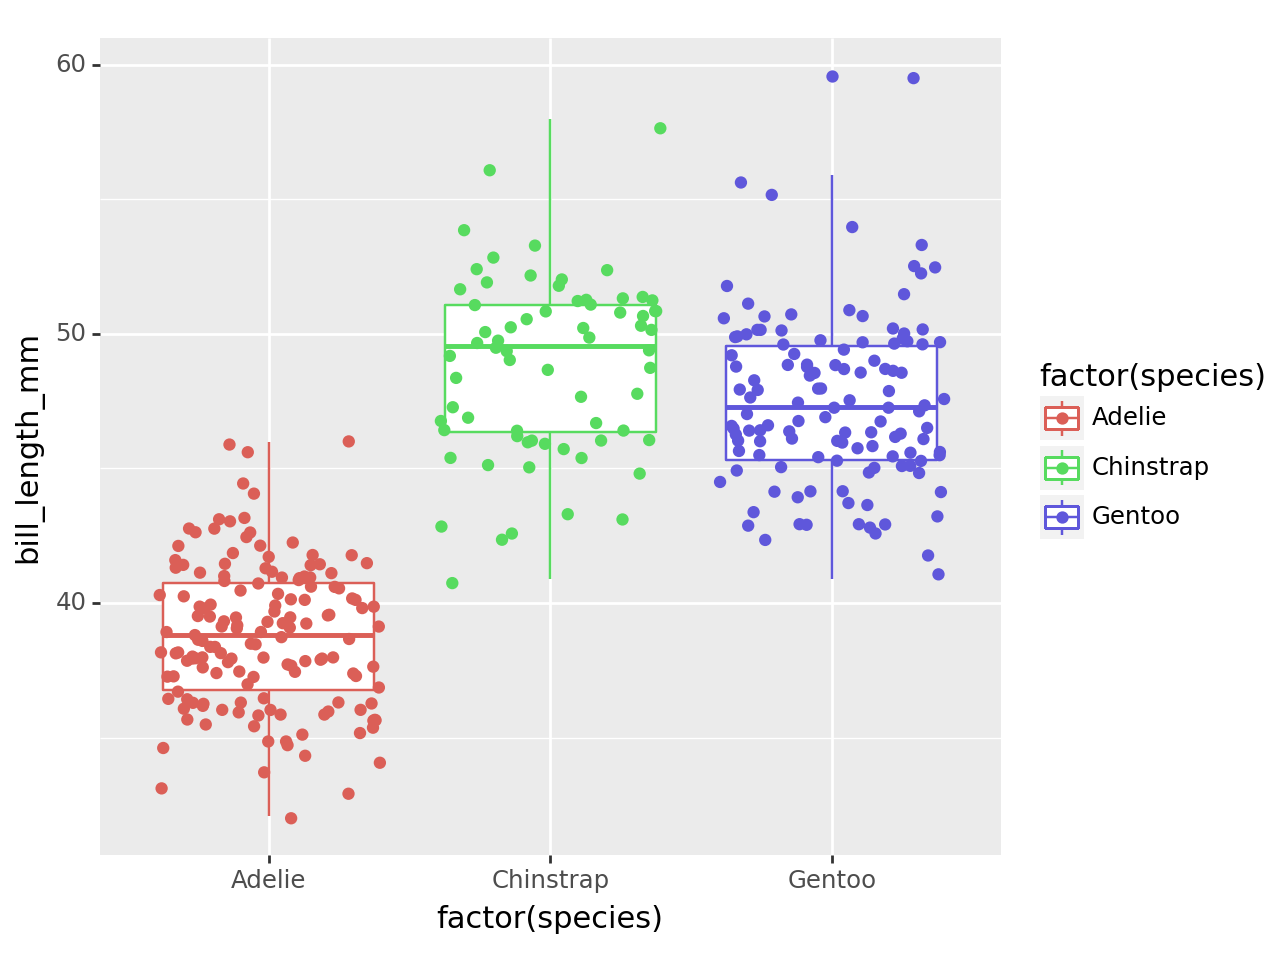 60
50
40
bill_length_mm
Adelie
Chinstrap
Gentoo
factor(species)
factor(species)
Adelie
Chinstrap
Gentoo